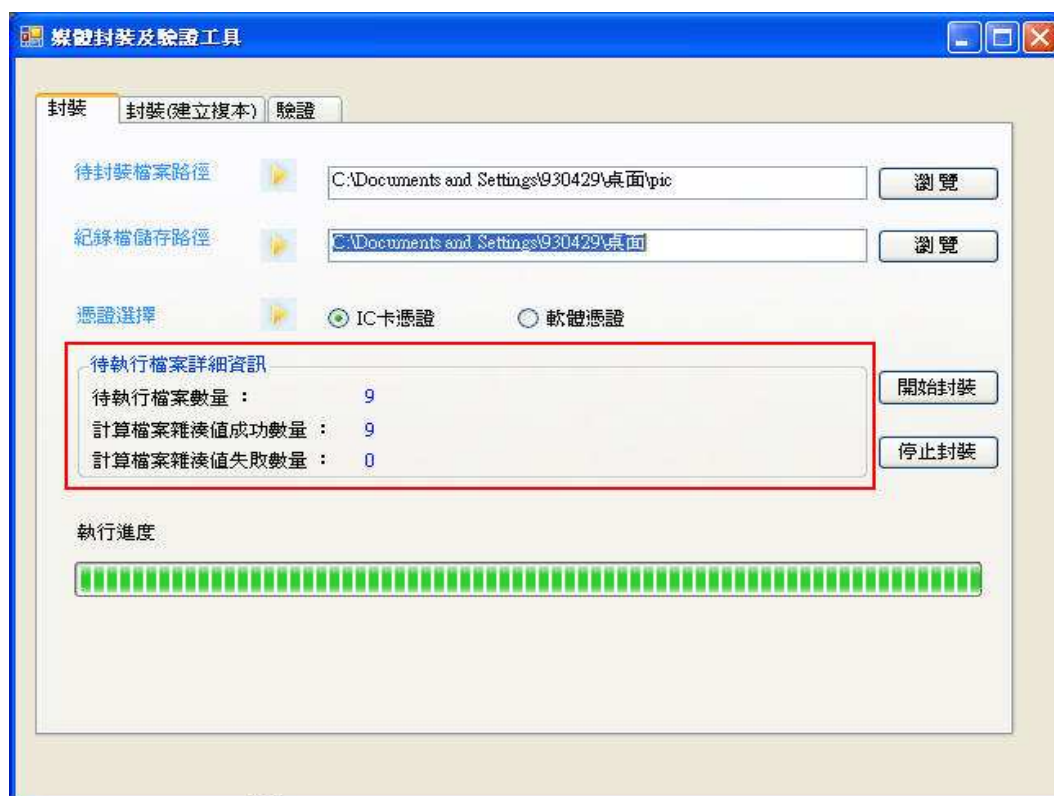 媒體封裝及驗證工具
封裝 封裝(建立複本) 驗證
待封裝檔案路徑 C:\Documents and Settings\930429\桌面\pic 瀏覽
紀錄檔儲存路徑 C:\Documents and Settings\930429\桌面 瀏覽
憑證選擇 IC卡憑證 軟體憑證
待執行檔案詳細資訊
待執行檔案數量 : 9 開始封裝
計算檔案雜湊值成功數量 : 9
計算檔案雜湊值失敗數量 : 0 停止封裝
執行進度